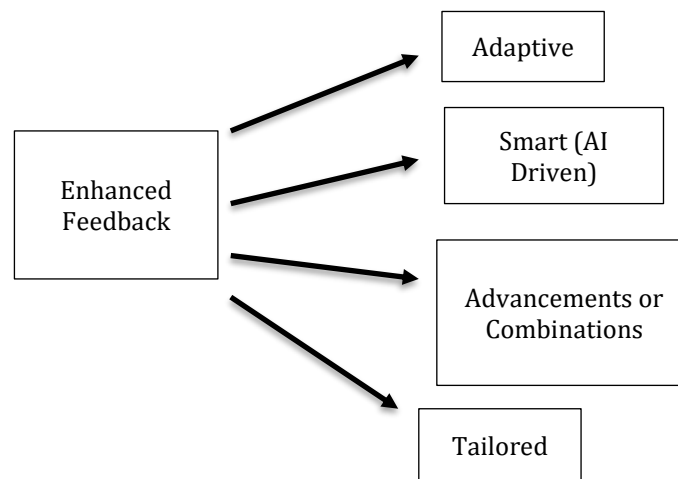 Adaptive
Smart (AI
Driven)
Enhanced
Feedback
Advancements or
Combinations
Tailored